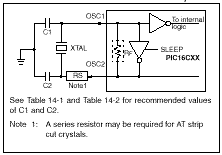 OSC1
To internal
logic
C1
XTAL
RF
SLEEP
OSC2
PIC16CXX
C2
RS
Note1
See Table 14-1 and Table 14-2 for recommended values
of C1 and C2.
Note 1: A series resistor may be required for AT strip
cut crystals.